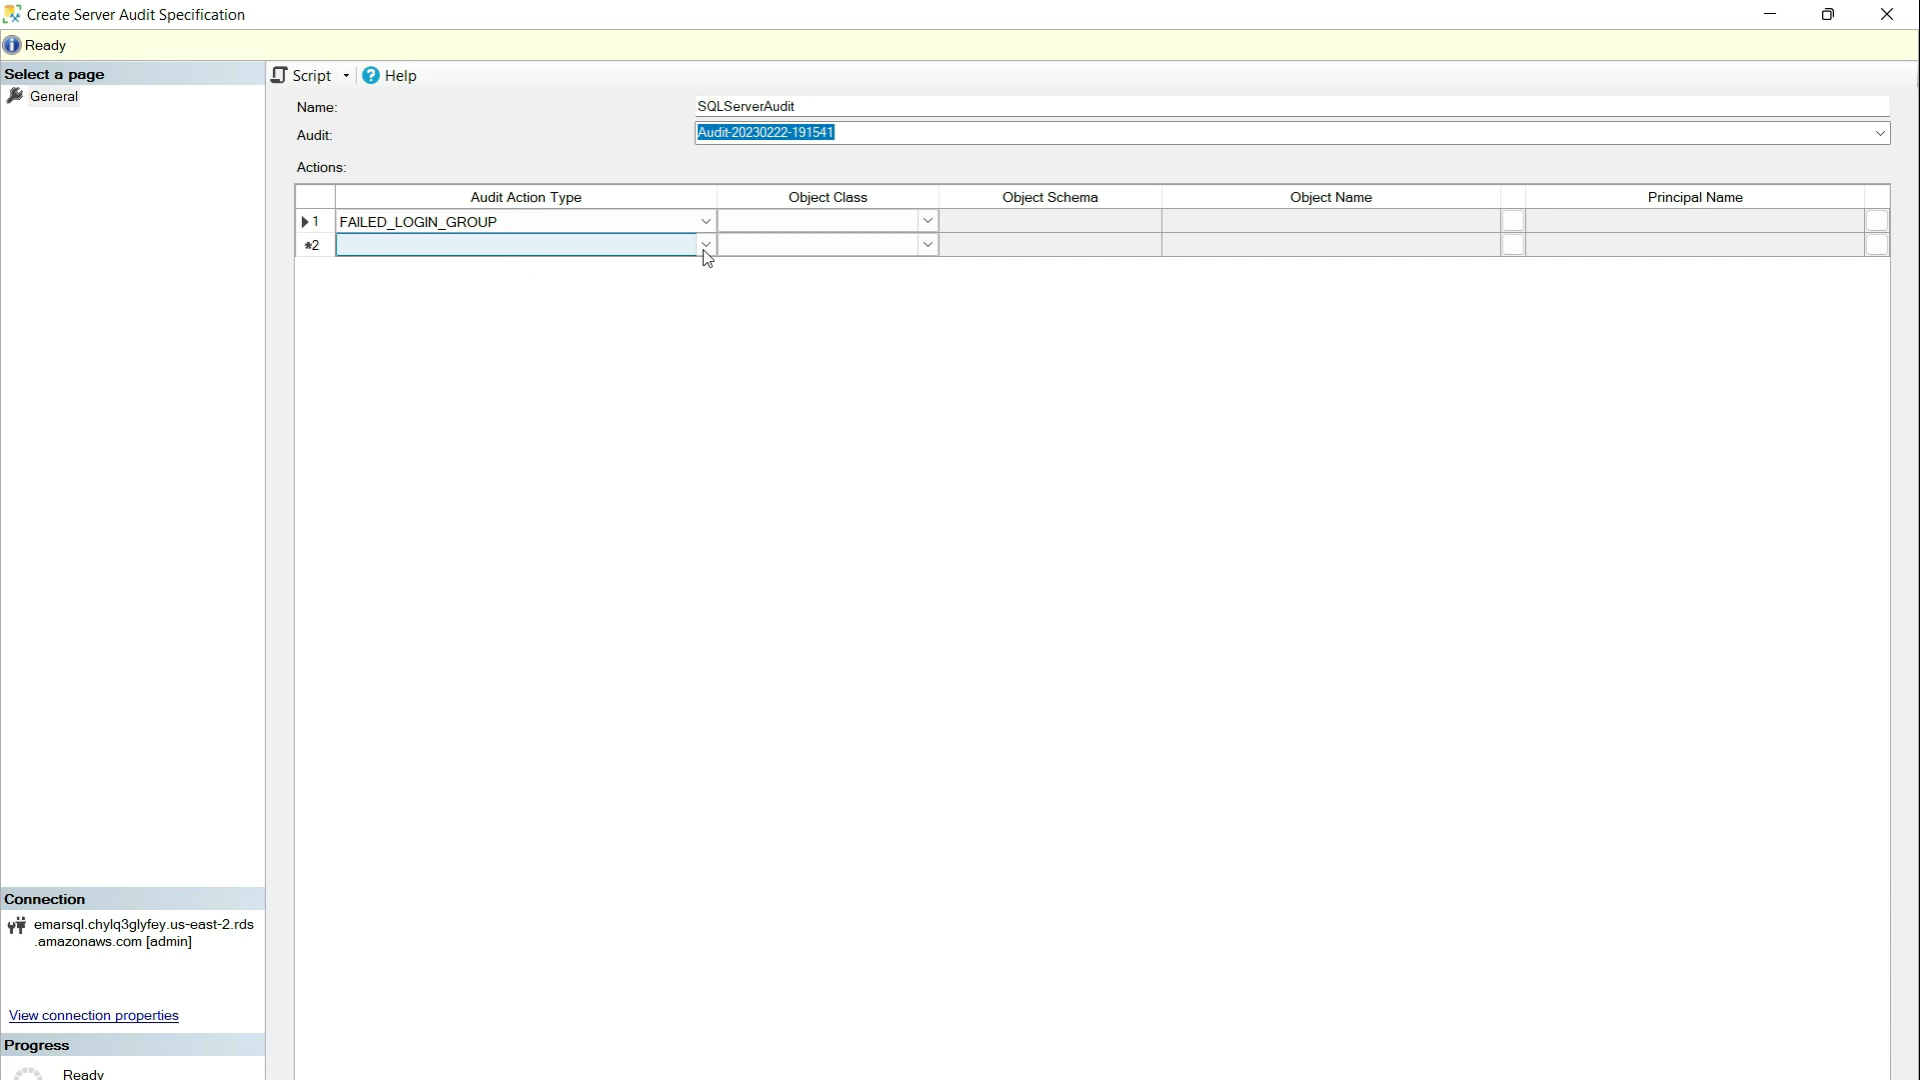 Create Server Audit Specification
Ready
Select a page
General
Script
Help
Name:
SQLServerAudit
Audit:
Audit-20230222-191541
Actions:
Audit Action Type Object Class Object Schema Object Name Principal Name
1 FAILED_LOGIN_GROUP
*2
Connection
emarsql.chylq3glyfey.us-east-2.rds
.amazonaws.com [admin]
View connection properties
Progress
Ready